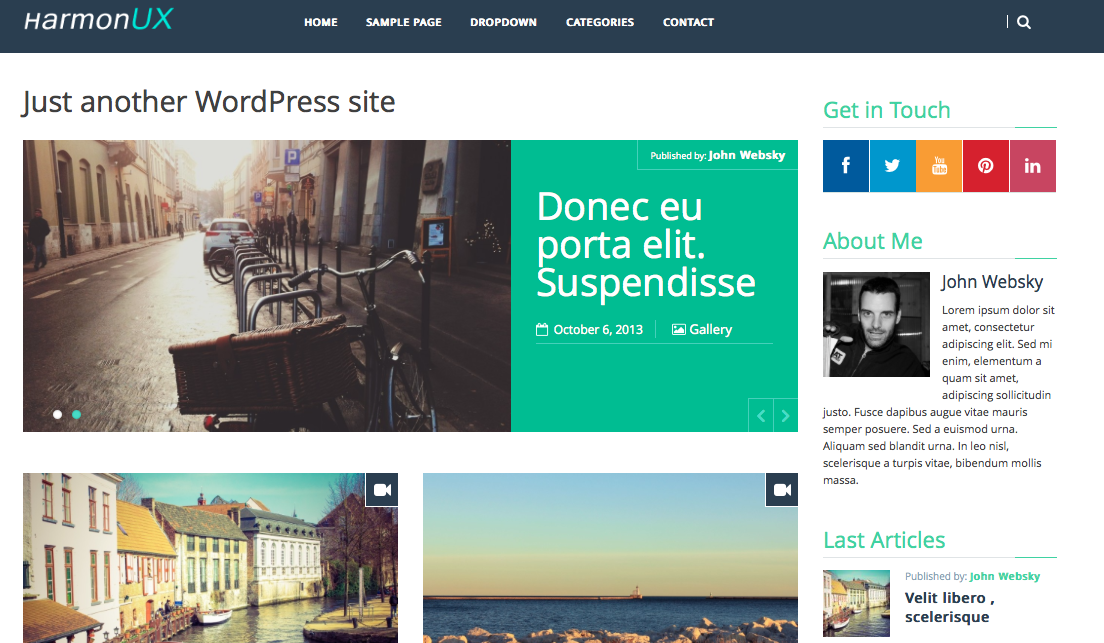 HarmonUX
HOME SAMPLE PAGE DROPDOWN CATEGORIES CONTACT
Just another WordPress site
P
Published by: John Websky
Donec eu
porta elit.
Suspendisse
October 6, 2013 Gallery
Get in Touch
f You Tube in
About Me
John Websky
Lorem ipsum dolor sit
amet, consectetur
adipiscing elit. Sed mi
enim, elementum a
quam sit amet,
adipiscing sollicitudin
justo. Fusce dapibus augue vitae mauris
semper posuere. Sed a euismod urna.
Aliquam sed blandit urna. In leo nisl,
scelerisque a turpis vitae, bibendum mollis
massa.
Last Articles
Published by: John Websky
Velit libero ,
scelerisque